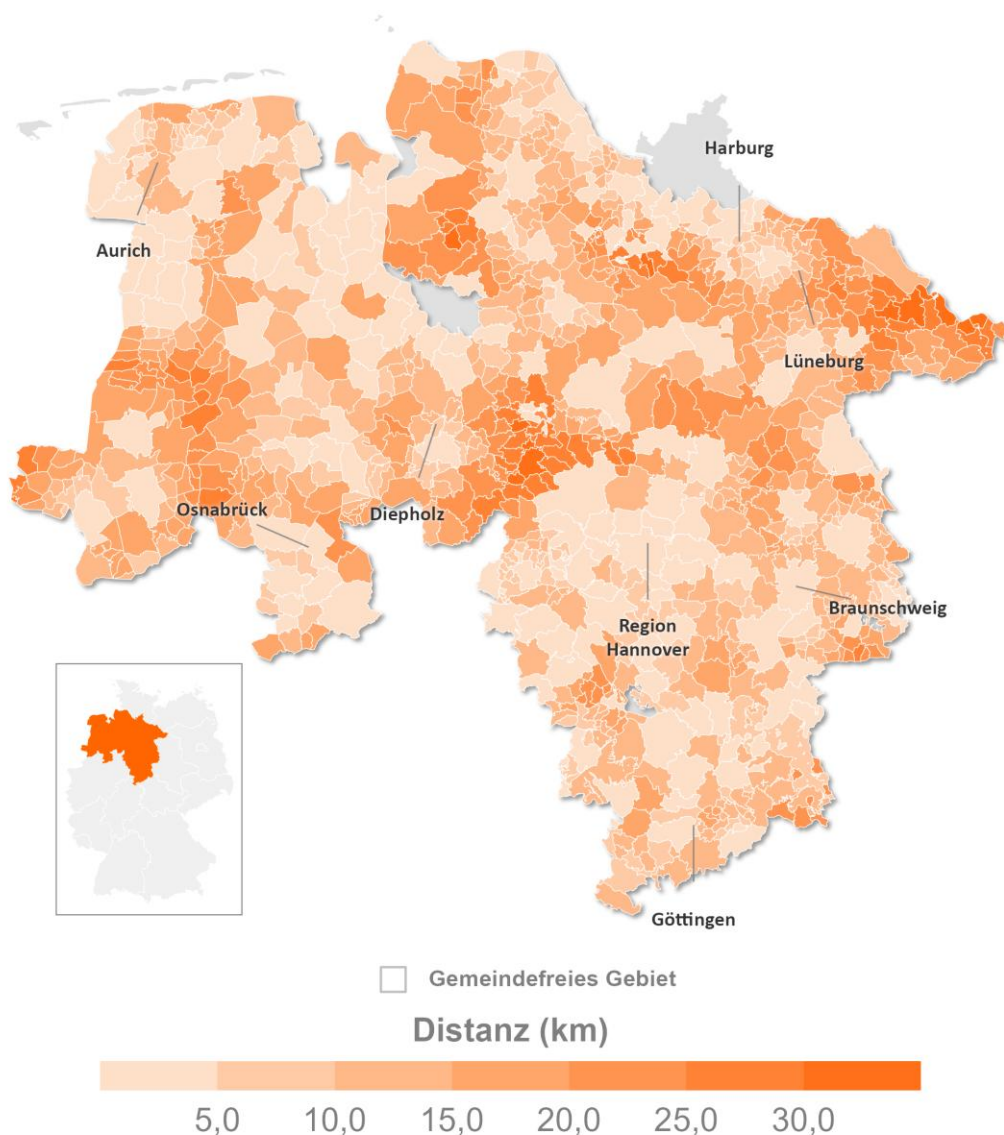 Harburg
Aurich
Lüneburg
Osnabrück
Diepholz
Braunschweig
Region
Hannover
Göttingen
Gemeindefreies Gebiet
Distanz (km)
5,0 10,0 15,0 20,0 25,0 30,0